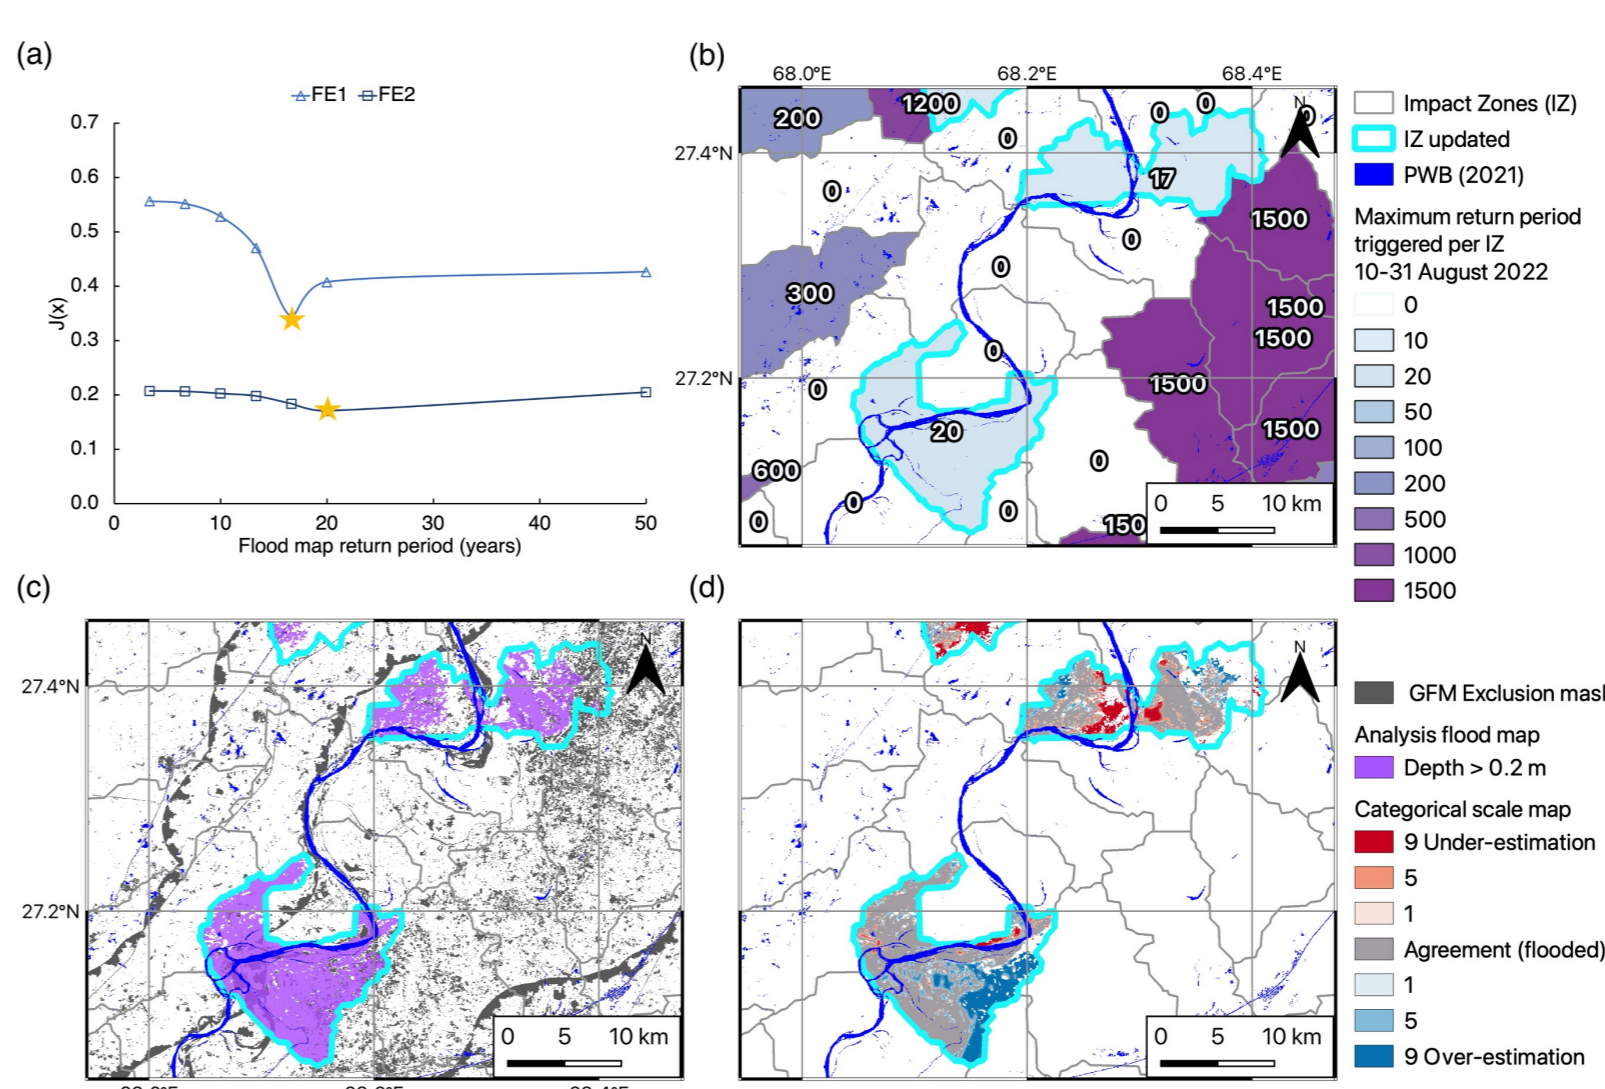 (a)
FE1 FE2
0.7
0.6
0.5
0.4
0.3
0.2
0.1
0.0
J(x)
0 10 20 30 40 50
Flood map return period (years)
(b)
68.0°E 68.2°E 68.4°E
27.4°N
27.2°N
200 1200 0 0 0 0
N
0
0
17
1500
0
0
300
1500
1500
0
1500
0
20
1500
600
0
0
0
0
150
0 5 10 km
Impact Zones (IZ)
IZ updated
PWB (2021)
Maximum return period
triggered per IZ
10-31 August 2022
0
10
20
50
100
200
500
1000
1500
(c)
27.4°N
27.2°N
N
0 5 10 km
(d)
N
0 5 10 km
GFM Exclusion mas
Analysis flood map
Depth > 0.2 m
Categorical scale map
9 Under-estimation
5
1
Agreement (flooded)
1
5
9 Over-estimation